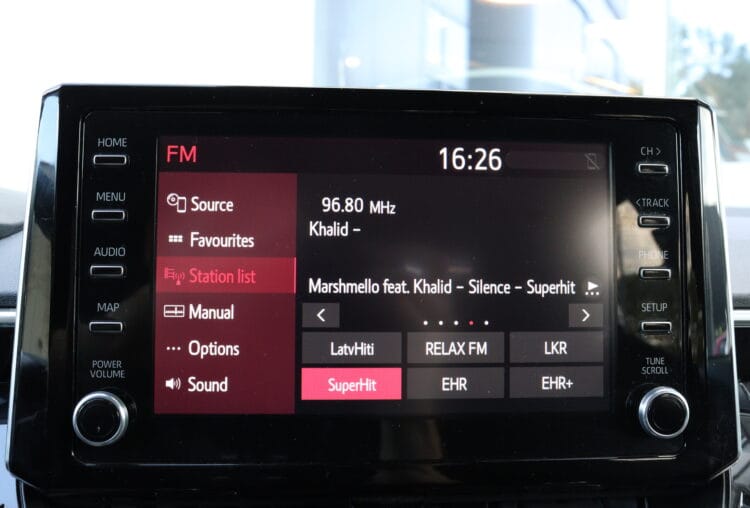 HOME
MENU
AUDIO
MAP
POWER
VOLUME
FM
16:26
Source
Favourites
Station list
Manual
Options
Sound
96.80 MHz
Khalid –
Marshmello feat. Khalid – Silence – Superhit
LatvHiti
RELAX FM
LKR
SuperHit
EHR
EHR+
CH >
< TRACK
PHONE
SETUP
TUNE
SCROLL